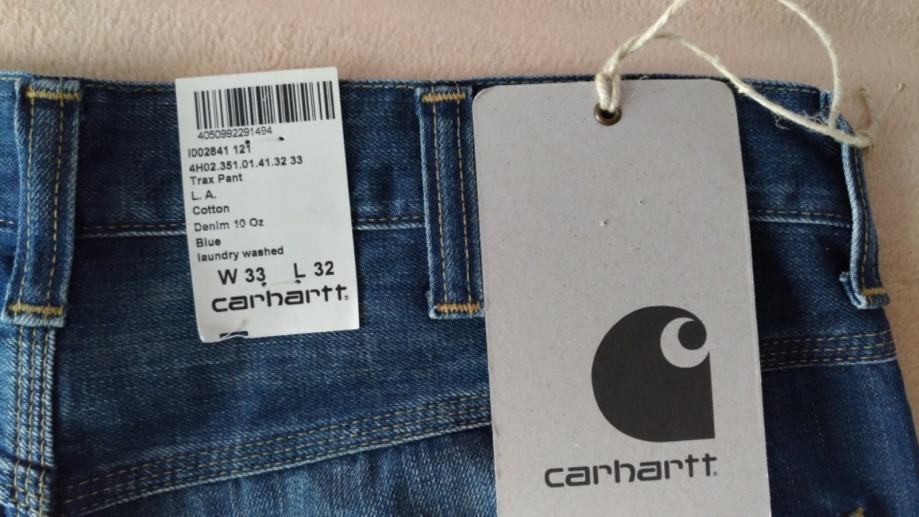 4050992291494
I002841 121
4H02.351.01.41.32 33
Trax Pant
L. A.
Cotton
Denim 10 Oz
Blue
laundry washed
W 33 L 32
carhartt.
carhartt.